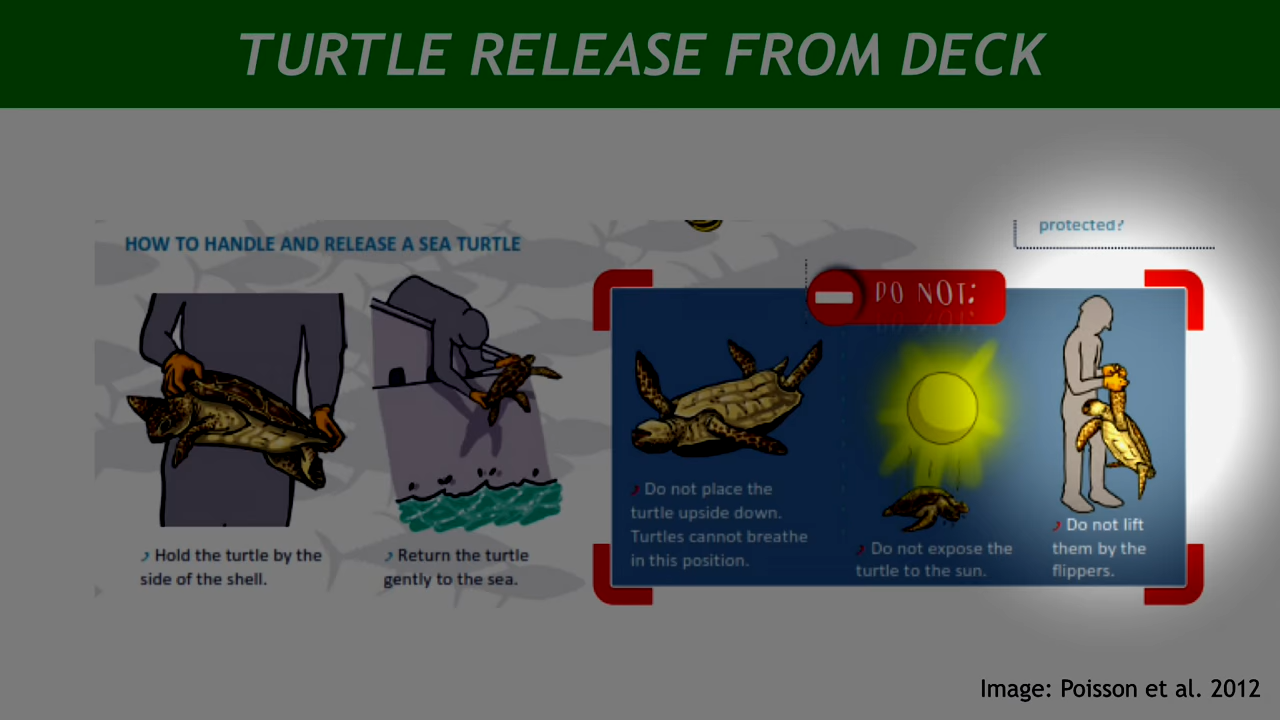 TURTLE RELEASE FROM DECK
protected?
HOW TO HANDLE AND RELEASE A SEA TURTLE
DO NOT:
Hold the turtle by the
side of the shell.
Return the turtle
gently to the sea.
Do not place the
turtle upside down.
Turtles cannot breathe
in this position.
Do not expose the
turtle to the sun.
Do not lift
them by the
flippers.
Image: Poisson et al. 2012